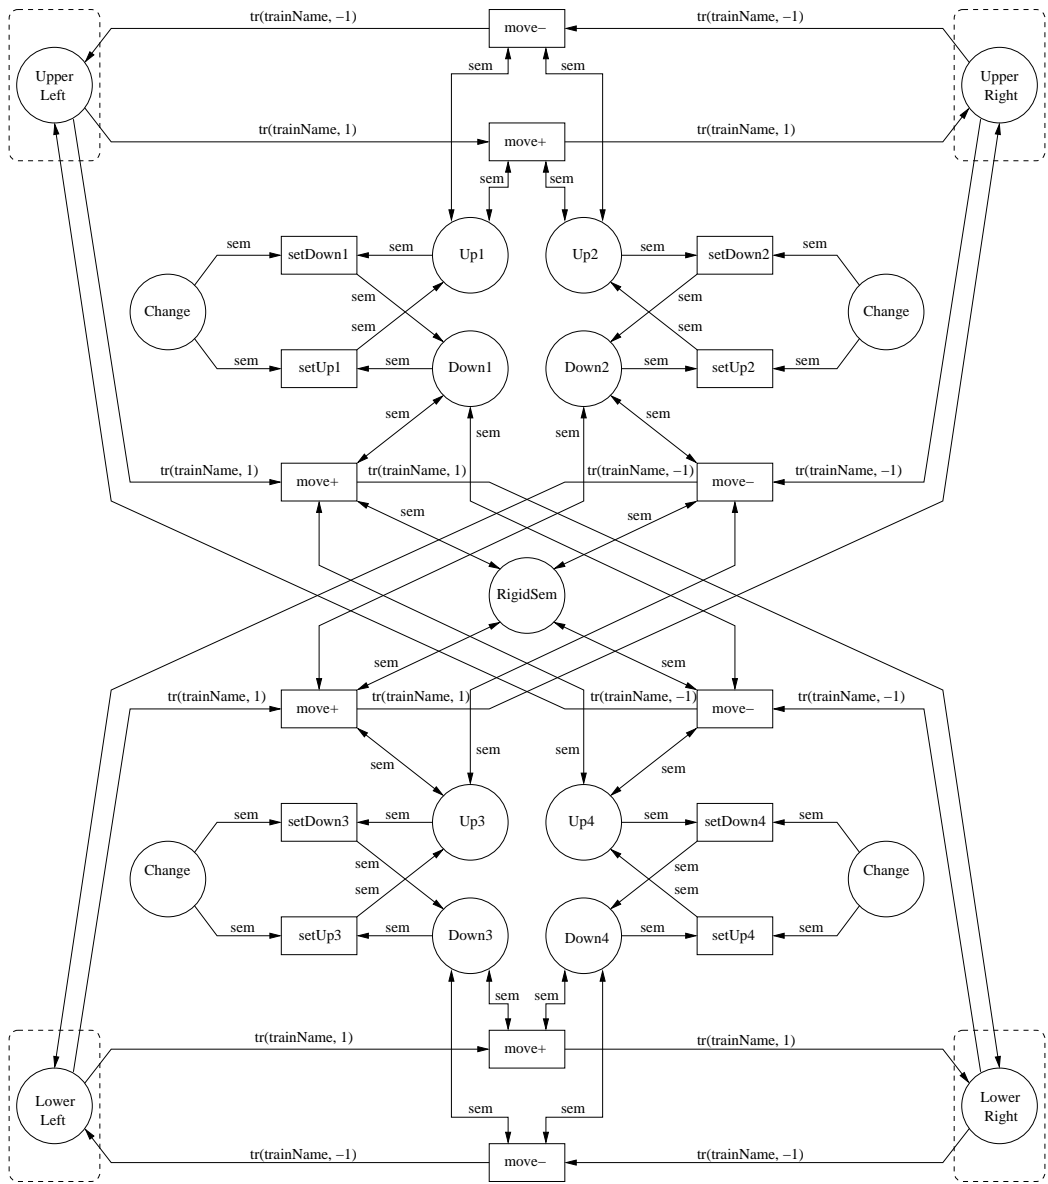 tr(trainName, −1)
move−
tr(trainName, −1)
sem
sem
Upper
Left
Upper
Right
tr(trainName, 1)
move+
tr(trainName, 1)
sem
sem
sem
setDown1
sem
Up1
Up2
sem
setDown2
sem
Change
sem
sem
Change
sem
sem
sem
setUp1
sem
Down1
Down2
sem
setUp2
sem
sem
sem
sem
sem
tr(trainName, 1)
move+
tr(trainName, 1)
tr(trainName, −1)
move−
tr(trainName, −1)
sem
sem
RigidSem
sem
sem
tr(trainName, 1)
move+
tr(trainName, 1)
tr(trainName, −1)
move−
tr(trainName, −1)
sem
sem
sem
sem
sem
setDown3
sem
Up3
Up4
sem
setDown4
sem
Change
sem
sem
Change
sem
sem
sem
setUp3
sem
Down3
Down4
sem
setUp4
sem
sem
sem
tr(trainName, 1)
move+
tr(trainName, 1)
Lower
Left
Lower
Right
sem
sem
tr(trainName, −1)
move−
tr(trainName, −1)